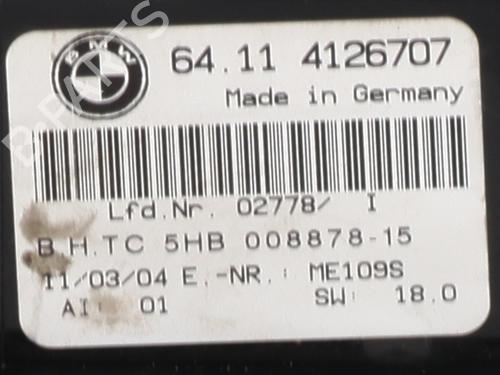 BMW
64.11 4126707
Made in Germany
Lfd.Nr. 02778/ I
B.H.TC 5HB 008878-15
11/03/04 E.-NR.: ME109S
AI: 01 SW: 18.0
B-PARTS